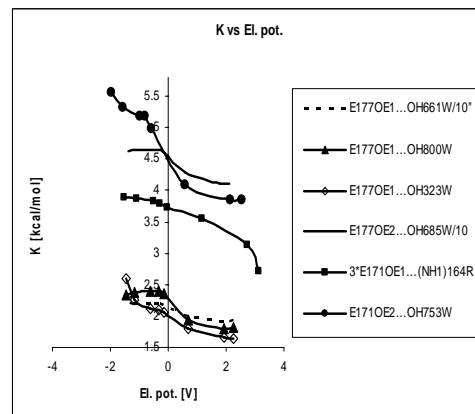 K vs El. pot.
5.5
5
4.5
4
3.5
3
2.5
2
1.5
-4
-2
0
2
4
K [kcal/mol]
El. pot. [V]
E177OE1...OH661W/10"
E177OE1...OH800W
E177OE1...OH323W
E177OE2...OH685W/10
3*E171OE1...(NH1)164R
E171OE2...OH753W